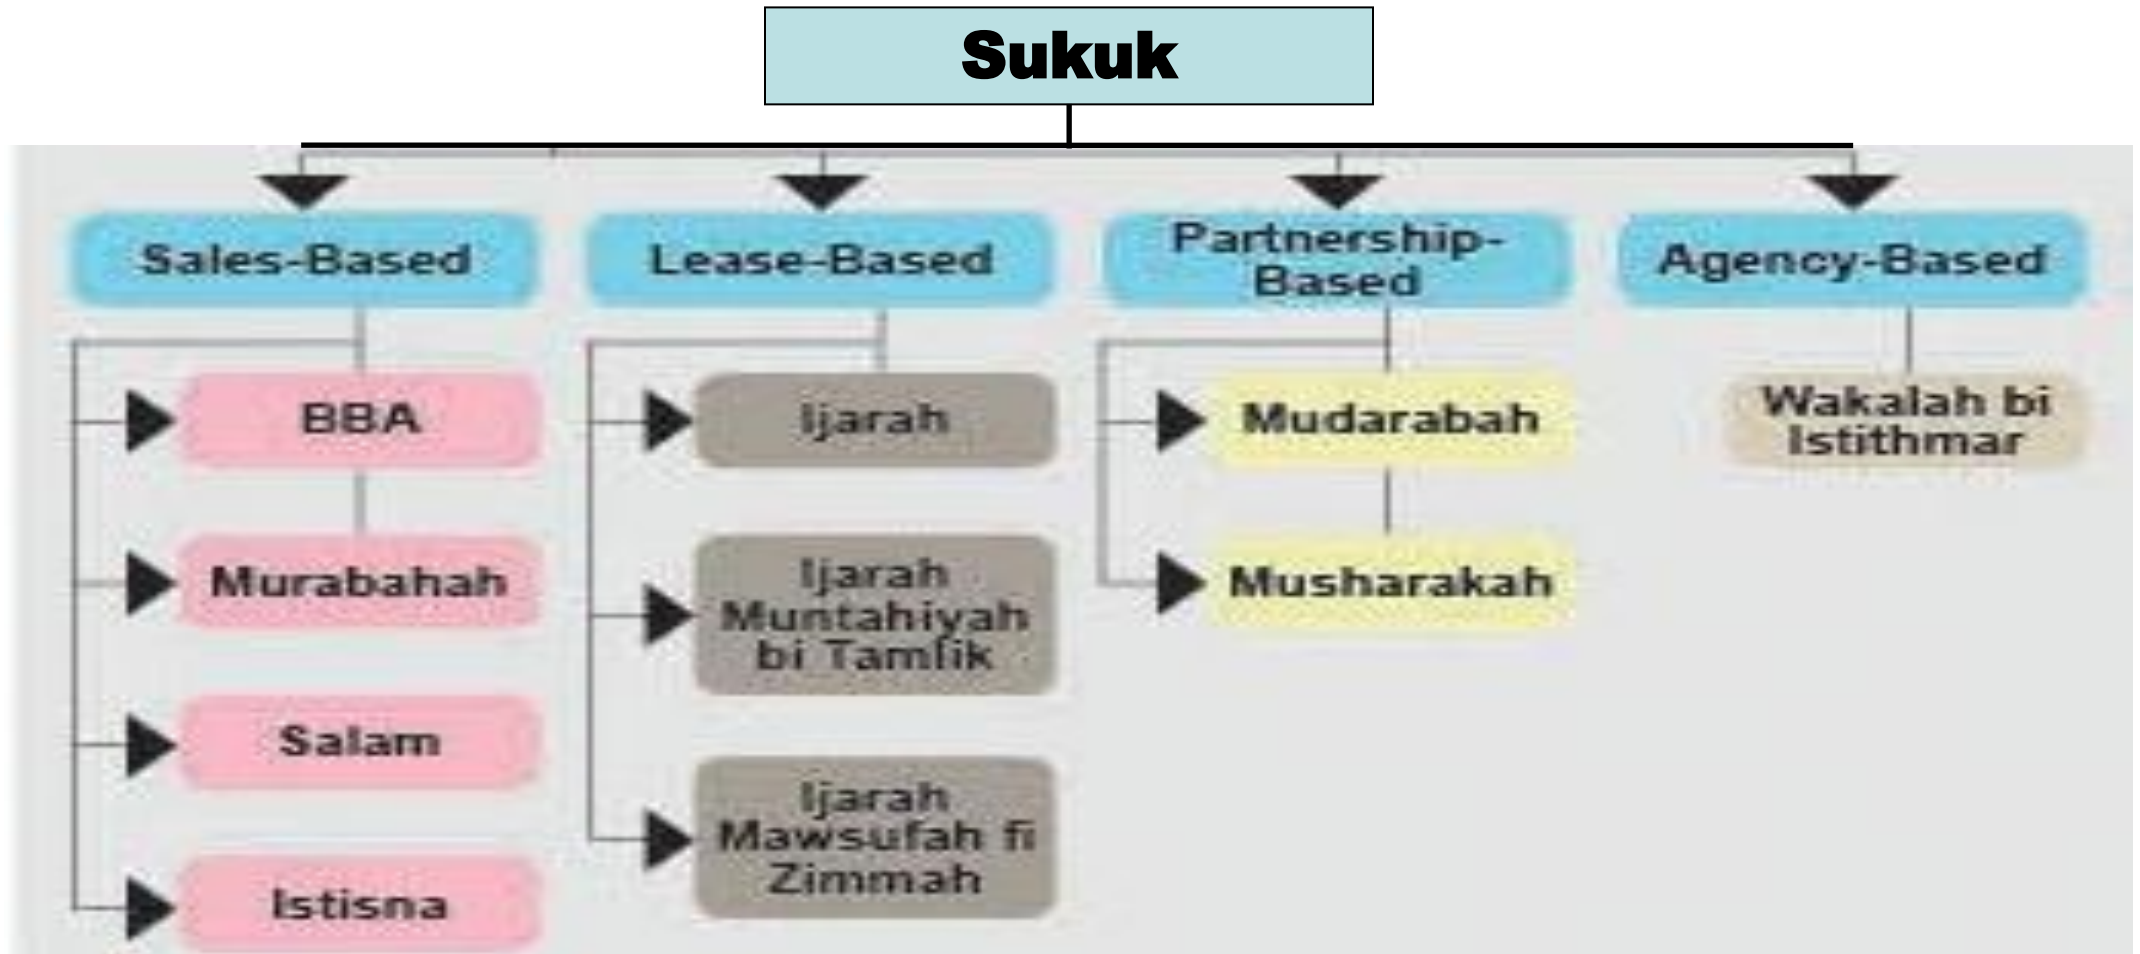 Sukuk
Sales-Based
Lease-Based
Partnership-
Based
Agency-Based
BBA
Murabahah
Salam
Istisna
Ijarah
Ijarah
Muntahiyah
bi Tamlik
Ijarah
Mawsufah fi
Zimmah
Mudarabah
Musharakah
Wakalah bi
Istithmar